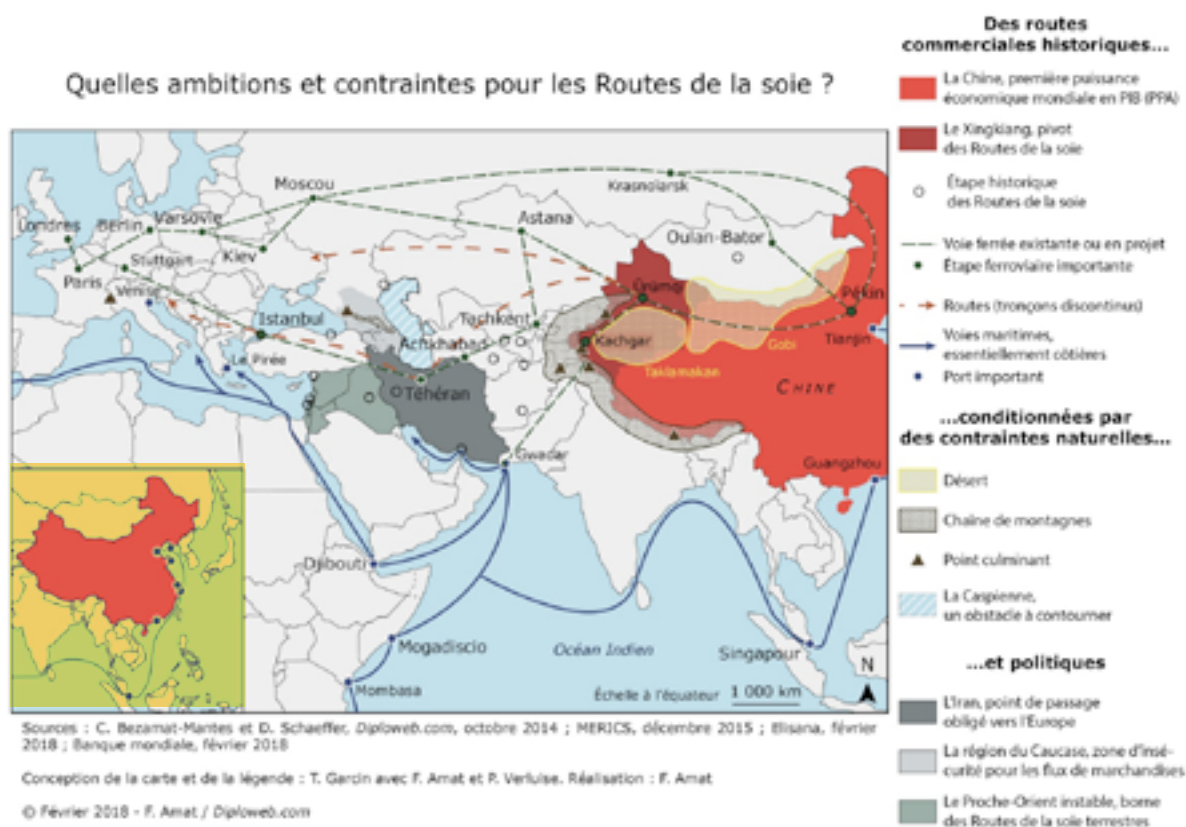 Quelles ambitions et contraintes pour les Routes de la soie ?
Des routes
commerciales historiques...
La Chine, première puissance
économique mondiale en PIB (PPA)
Le Xingkiang, pivot
des Routes de la soie
Étape historique
des Routes de la soie
Voie ferrée existante ou en projet
Étape ferroviaire importante
Routes (tronçons discontinus)
Voies maritimes,
essentiellement côtières
Port important
...conditionnées par
des contraintes naturelles...
Désert
Chaîne de montagnes
Point culminant
La Caspienne,
un obstacle à contourner
...et politiques
L'Iran, point de passage
obligé vers l'Europe
La région du Caucase, zone d'insé-
curité pour les flux de marchandises
Le Proche-Orient instable, borne
des Routes de la soie terrestres
Moscou
Krasnoïarsk
Londres
Berlin
Varsovie
Astana
Oulan-Bator
Kiev
Paris
Stuttgart
Venise
Ürümqi
Pékin
Istanbul
Tachkent
Kachgar
Tianjin
Gobi
Achkhabad
Le Pirée
Taklamakan
Téhéran
CHINE
Gwadar
Guangzhou
Djibouti
Mogadiscio
Océan Indien
Singapour
N
Mombasa
Échelle à l'équateur
1 000 km
Sources : C. Bezamat-Mantes et D. Schaeffer, Diploweb.com, octobre 2014 ; MERICS, décembre 2015 ; Elisana, février
2018 ; Banque mondiale, février 2018
Conception de la carte et de la légende : T. Garcin avec F. Amat et P. Verluise. Réalisation : F. Amat
© Février 2018 - F. Amat / Diploweb.com